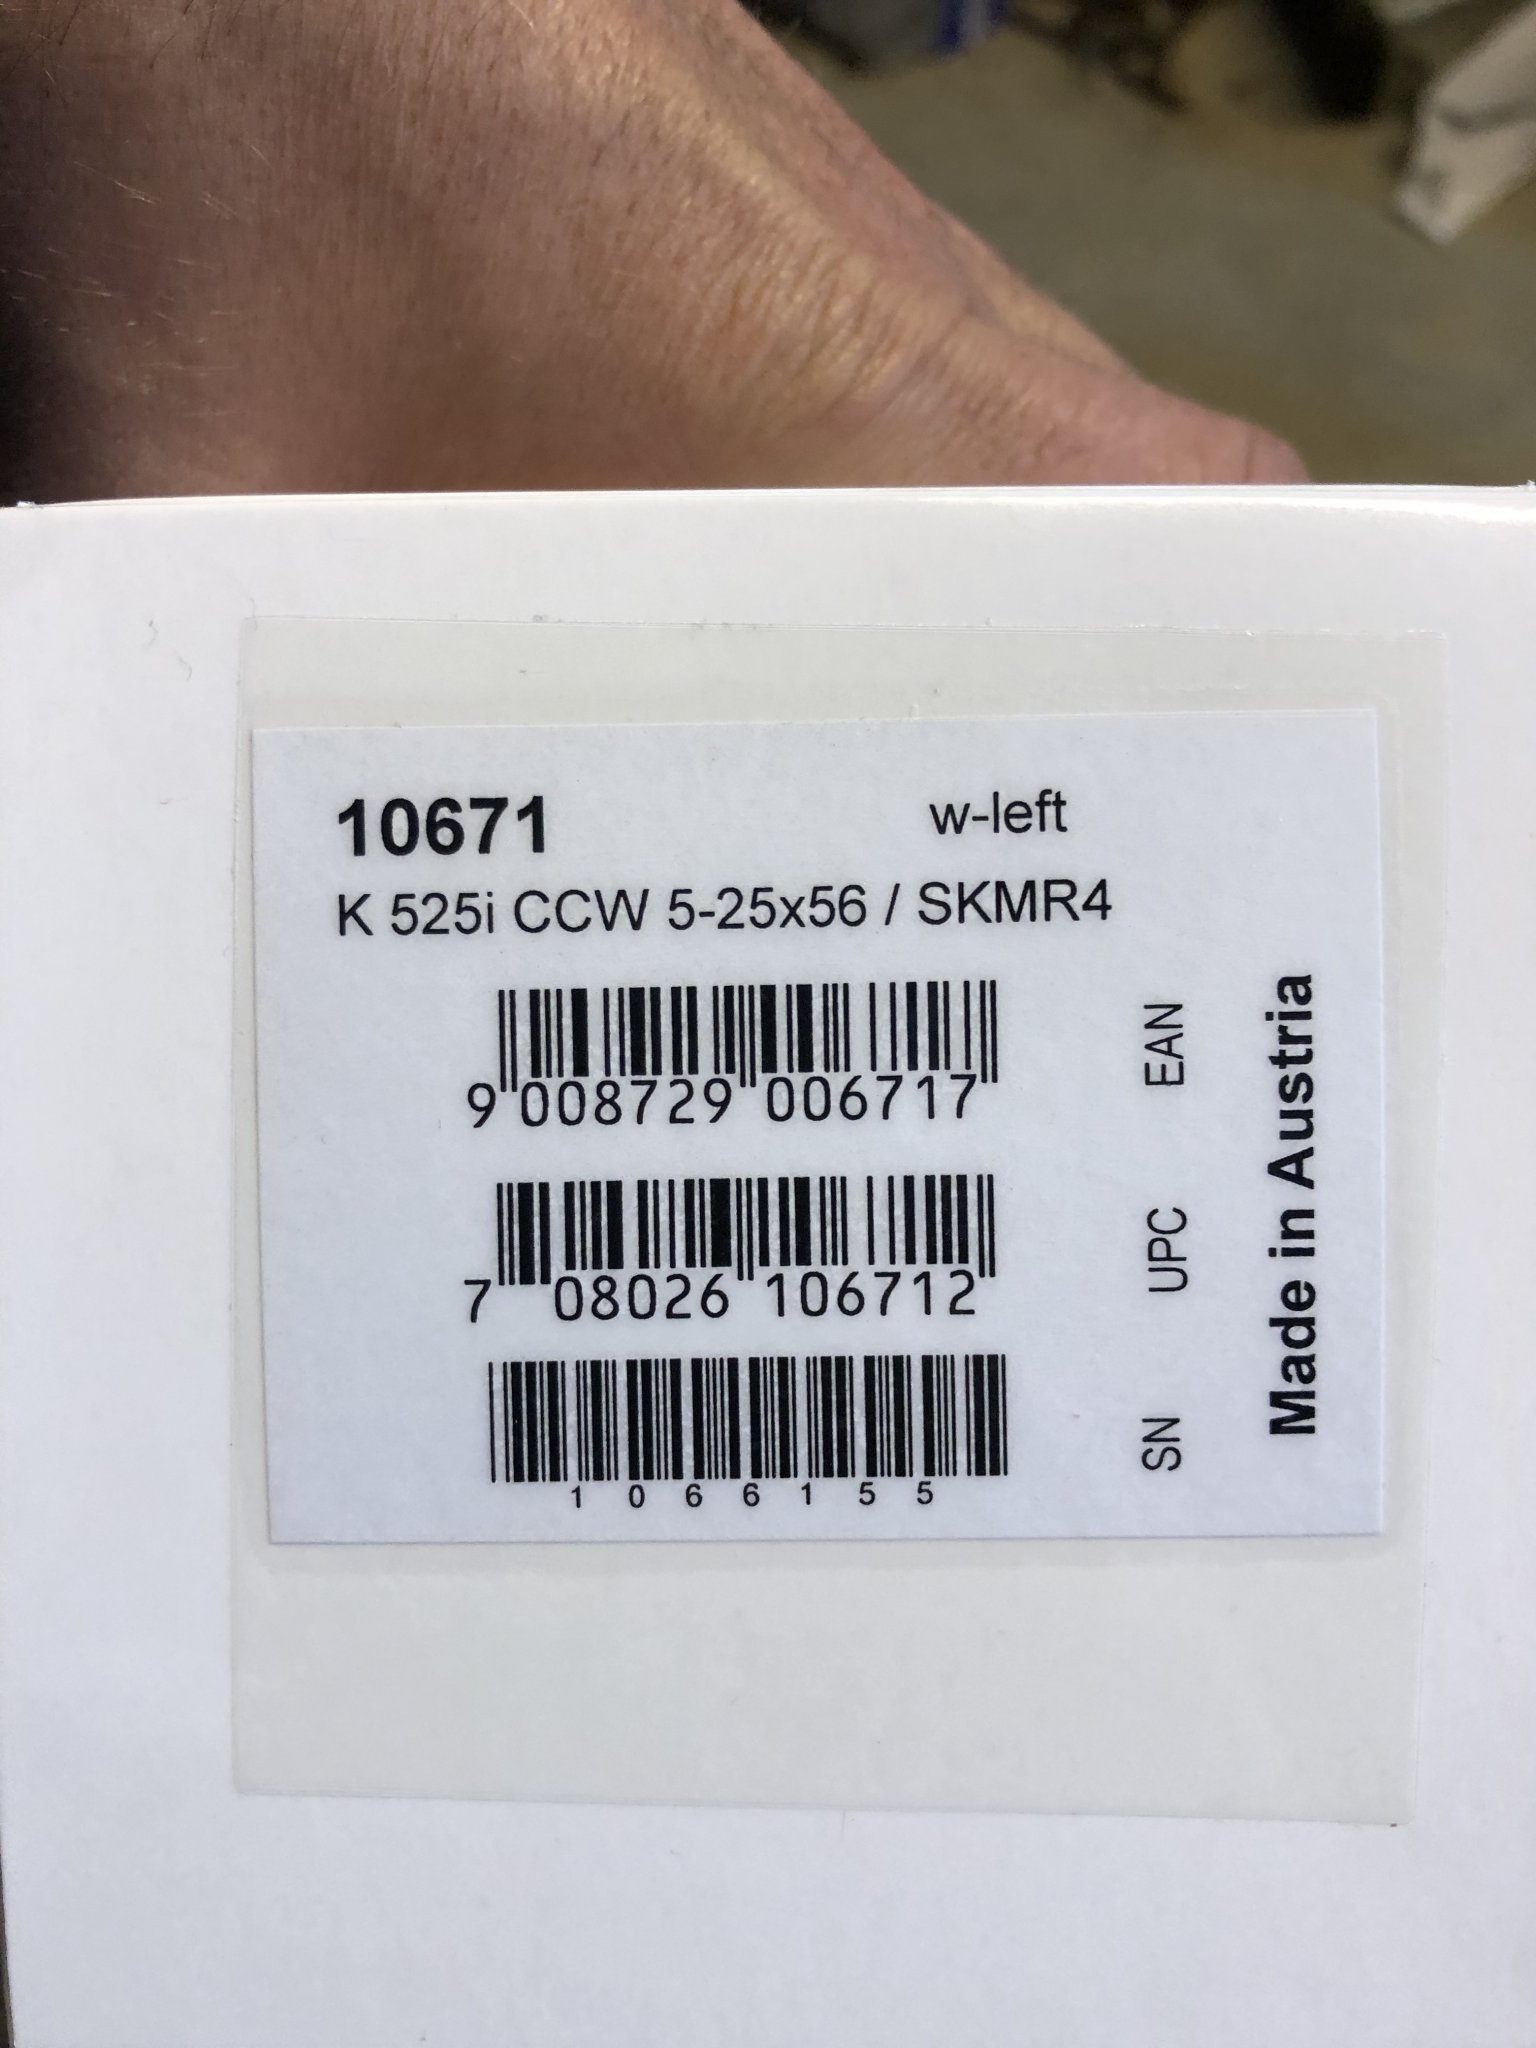 10671 w-left
K 525i CCW 5-25x56 / SKMR4
9 008729 006717 EAN
7 08026 106712 UPC
1066155 SN
Made in Austria